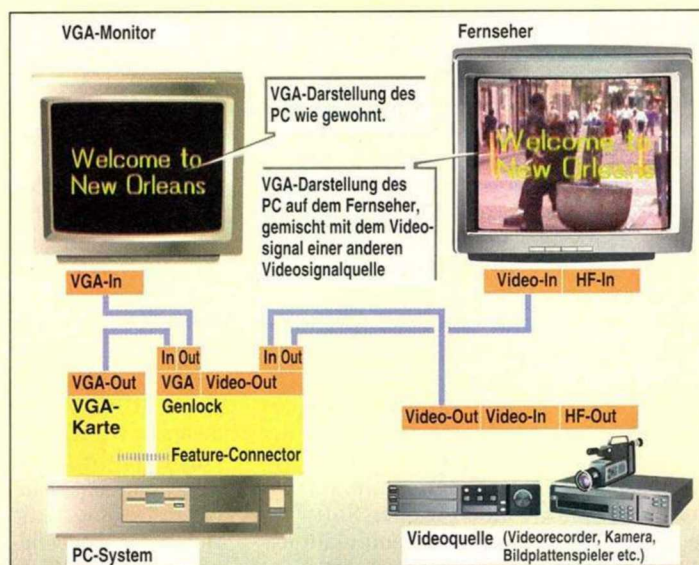 VGA-Monitor
Fernseher
Welcome to
New Orleans
VGA-Darstellung des
PC wie gewohnt.
VGA-Darstellung des
PC auf dem Fernseher,
gemischt mit dem Video-
signal einer anderen
Videosignalquelle
Welcome to
New Orleans
VGA-In
Video-In HF-In
In Out
In Out
VGA-Out
VGA Video-Out
VGA-
Karte
Genlock
Feature-Connector
Video-Out Video-In HF-Out
PC-System
Videoquelle (Videorecorder, Kamera,
Bildplattenspieler etc.)